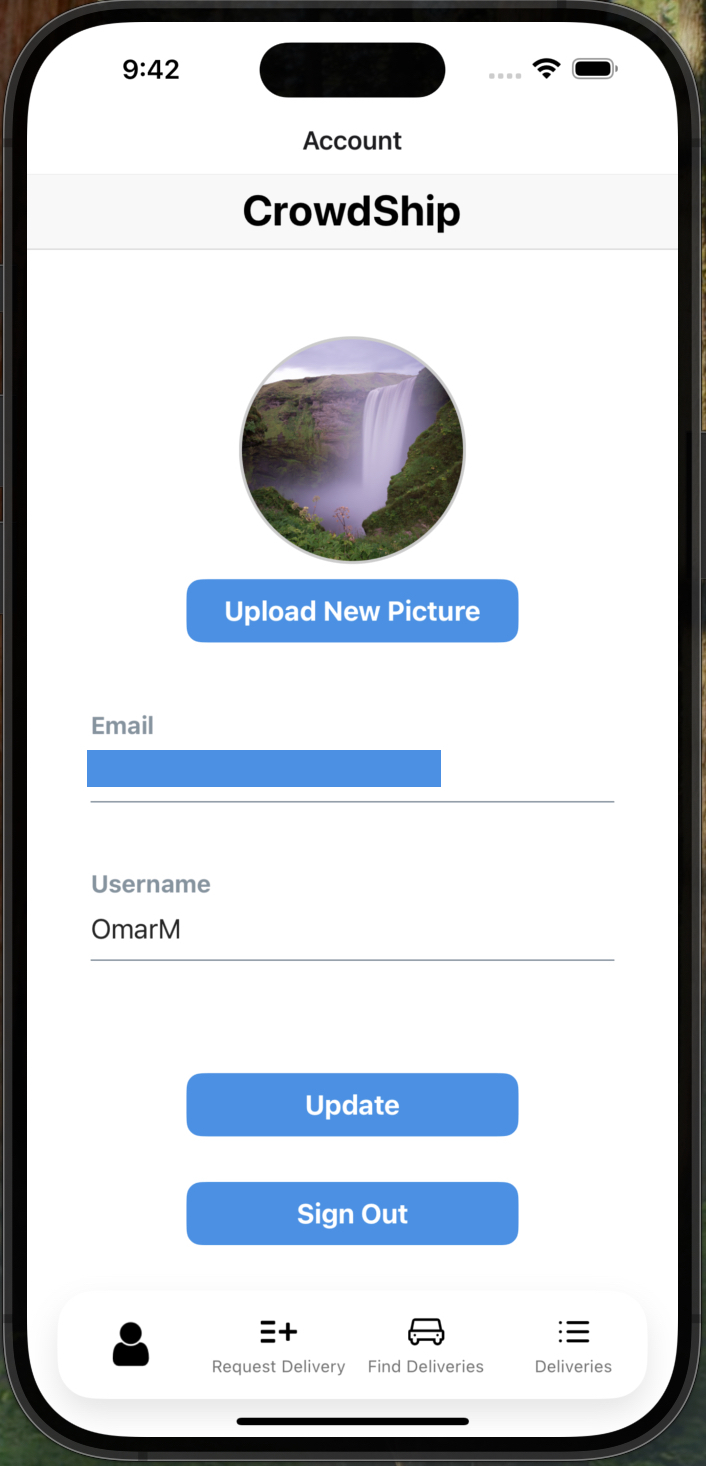 9:42
Account
CrowdShip
Upload New Picture
Email
Username
OmarM
Update
Sign Out
Request Delivery
Find Deliveries
Deliveries